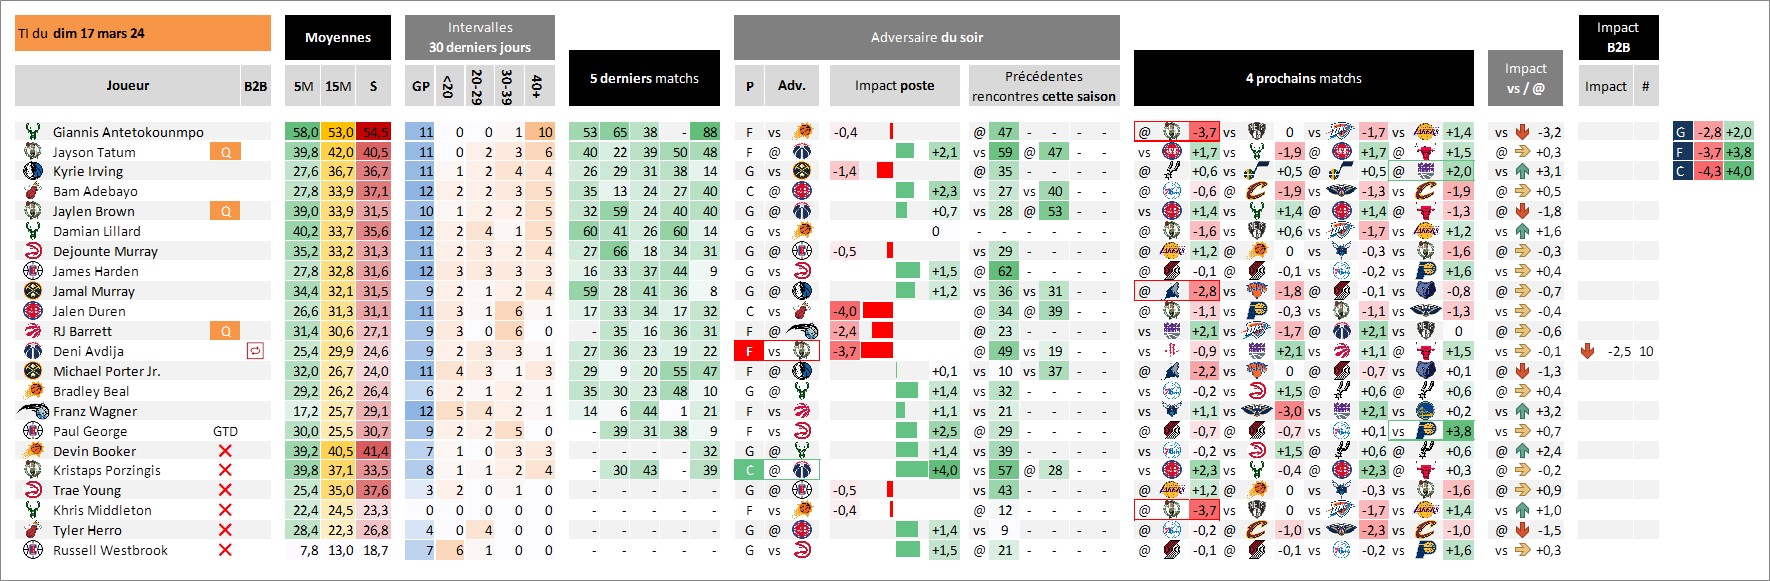 TI du dim 17 mars 24
Moyennes
Intervalles
30 derniers jours
5 derniers matchs
Adversaire du soir
4 prochains matchs
Impact
vs / @
Impact
B2B
Joueur B2B 5M 15M S GP <20 20-29 30-39 40+ P Adv. Impact poste Précédentes
rencontres cette saison
Impact #
Giannis Antetokounmpo 58,0 53,0 54,5 11 0 0 1 10 53 65 38 - 88 F vs -0,4 @ 47 - - - - @ -3,7 vs 0 vs -1,7 vs +1,4 vs -3,2
Jayson Tatum Q 39,8 42,0 40,5 11 0 2 3 6 40 22 39 50 48 F @ +2,1 vs 59 @ 47 - - vs +1,7 vs -1,9 @ +1,7 @ +1,5 @ +0,3
Kyrie Irving 27,6 36,7 36,7 11 1 2 4 4 26 29 31 38 14 G vs -1,4 @ 35 - - - - @ +0,6 vs +0,5 @ +0,5 @ +2,0 vs +3,1
Bam Adebayo 27,8 33,9 37,1 12 2 2 3 5 35 13 24 27 40 C @ +2,3 vs 27 vs 40 - - @ -0,6 @ -1,9 vs -1,3 vs -1,9 @ +0,5
Jaylen Brown Q 39,0 33,9 31,5 10 1 2 2 5 32 59 24 40 40 G @ +0,7 vs 28 @ 53 - - vs +1,4 vs +1,4 @ +1,4 @ -1,3 @ -1,8
Damian Lillard 40,2 33,7 35,6 12 2 4 1 5 60 41 26 60 14 G vs 0 - - - - - - @ -1,6 vs +0,6 vs -1,7 vs +1,2 vs +1,6
Dejounte Murray 35,2 33,2 31,3 11 2 3 2 4 27 66 18 34 31 G @ -0,5 vs 29 - - - - @ +1,2 @ 0 vs -0,3 vs -1,6 @ -0,3
James Harden 27,8 32,8 31,6 12 3 3 3 3 16 33 37 44 9 G vs +1,5 @ 62 - - - - @ -0,1 @ -0,1 vs -0,2 vs +1,6 vs +0,4
Jamal Murray 34,4 32,1 31,5 9 2 1 2 4 59 28 41 36 8 G @ +1,2 vs 36 vs 31 - - @ -2,8 vs -1,8 @ -0,1 vs -0,8 @ -0,7
Jalen Duren 26,6 31,3 31,1 11 3 1 6 1 17 33 34 17 32 C vs -4,0 @ 34 @ 39 - - @ -1,1 vs -0,3 vs -1,1 vs -1,3 vs -0,4
RJ Barrett Q 31,4 30,6 27,1 9 3 0 6 0 - 35 16 36 31 F @ -2,4 @ 23 - - - - vs +2,1 vs -1,7 @ +2,1 vs 0 @ -0,6
Deni Avdija 25,4 29,9 24,6 9 2 3 3 1 27 36 23 19 22 F vs -3,7 @ 49 vs 19 - - vs -0,9 vs +2,1 vs +1,1 @ +1,5 vs -0,1 -2,5 10
Michael Porter Jr. 32,0 26,7 24,0 11 4 3 1 3 29 9 20 55 47 F @ +0,1 vs 10 vs 37 - - @ -2,2 vs 0 @ -0,7 vs +0,1 @ -1,3
Bradley Beal 29,2 26,2 26,4 6 2 1 2 1 35 30 23 48 10 G @ +1,4 vs 32 - - - - vs -0,2 vs +1,5 @ +0,6 @ +0,6 @ +0,4
Franz Wagner 17,2 25,7 29,1 12 5 4 2 1 14 6 44 1 21 F vs +1,1 vs 21 - - - - vs +1,1 vs -3,0 vs +2,1 vs +0,2 vs +3,2
Paul George GTD 30,0 25,5 30,7 9 2 2 5 0 - 39 31 38 9 F vs +2,5 @ 29 - - - - @ -0,7 @ -0,7 vs +0,1 vs +3,8 vs +0,7
Devin Booker 39,2 40,5 41,4 7 1 0 3 3 - - - - 32 G @ +1,4 vs 39 - - - - vs -0,2 vs +1,5 @ +0,6 @ +0,6 @ +2,4
Kristaps Porzingis 39,8 37,1 33,5 8 1 1 2 4 - 30 43 - 39 C @ +4,0 vs 57 @ 28 - - vs +2,3 vs -0,4 @ +2,3 @ +0,3 @ -0,2
Trae Young 25,4 35,0 37,6 3 2 0 1 0 - - - - - G @ -0,5 vs 43 - - - - @ +1,2 @ 0 vs -0,3 vs -1,6 @ +0,9
Khris Middleton 22,4 24,5 23,3 0 0 0 0 0 - - - - - F vs -0,4 @ 12 - - - - @ -3,7 vs 0 vs -1,7 vs +1,4 vs +1,0
Tyler Herro 28,4 22,3 26,8 4 0 4 0 0 - - - - - G @ +1,4 vs 9 - - - - @ -0,2 @ -1,0 vs -2,3 vs -1,0 @ -1,5
Russell Westbrook 7,8 13,0 18,7 7 6 1 0 0 - - - - - G vs +1,5 @ 21 - - - - @ -0,1 @ -0,1 vs -0,2 vs +1,6 vs +0,3
G -2,8 +2,0
F -3,7 +3,8
C -4,3 +4,0